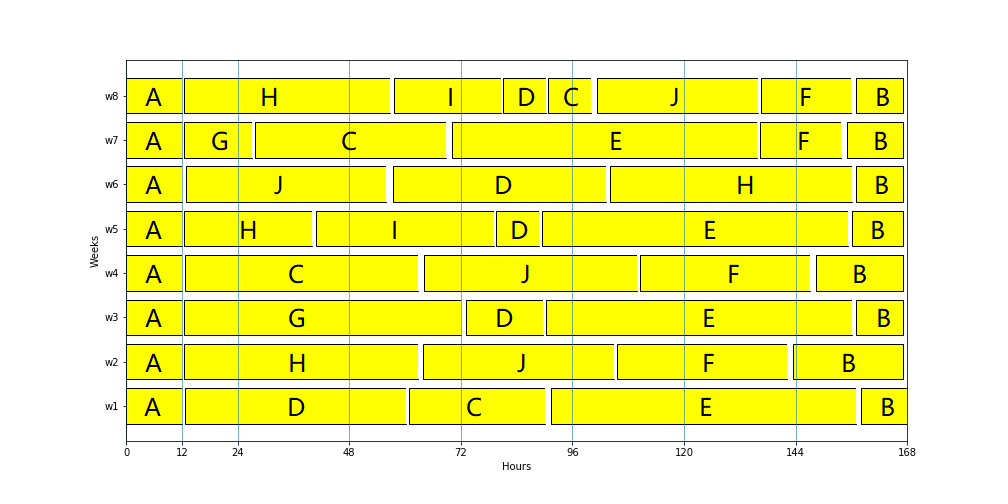 w8 A H I D C J F B
w7 A G C E F B
w6 A J D H B
w5 A H I D E B
w4 A C J F B
w3 A G D E B
w2 A H J F B
w1 A D C E B
Weeks
0 12 24 48 72 96 120 144 168
Hours